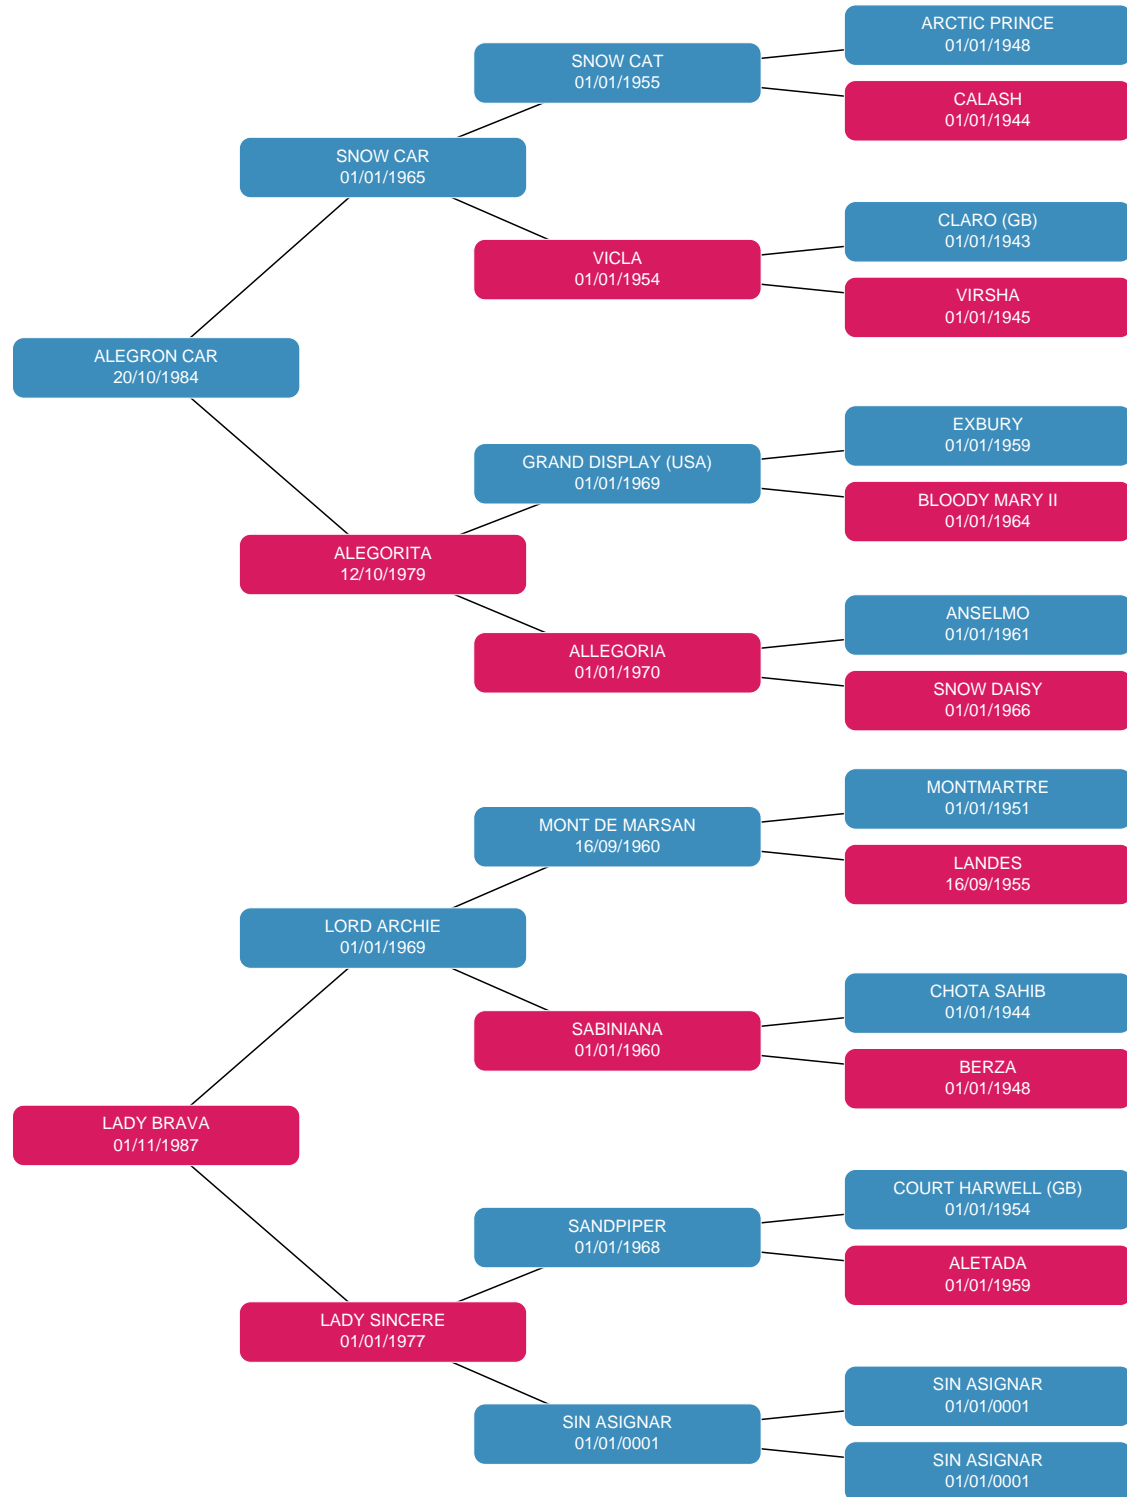 ARCTIC PRINCE
01/01/1948
SNOW CAT
01/01/1955
CALASH
01/01/1944
SNOW CAR
01/01/1965
CLARO (GB)
01/01/1943
VICLA
01/01/1954
VIRSHA
01/01/1945
ALEGRON CAR
20/10/1984
EXBURY
01/01/1959
GRAND DISPLAY (USA)
01/01/1969
BLOODY MARY II
01/01/1964
ALEGORITA
12/10/1979
ANSELMO
01/01/1961
ALLEGORIA
01/01/1970
SNOW DAISY
01/01/1966
MONTMARTRE
01/01/1951
MONT DE MARSAN
16/09/1960
LANDES
16/09/1955
LORD ARCHIE
01/01/1969
CHOTA SAHIB
01/01/1944
SABINIANA
01/01/1960
BERZA
01/01/1948
LADY BRAVA
01/11/1987
COURT HARWELL (GB)
01/01/1954
SANDPIPER
01/01/1968
ALETADA
01/01/1959
LADY SINCERE
01/01/1977
SIN ASIGNAR
01/01/0001
SIN ASIGNAR
01/01/0001
SIN ASIGNAR
01/01/0001